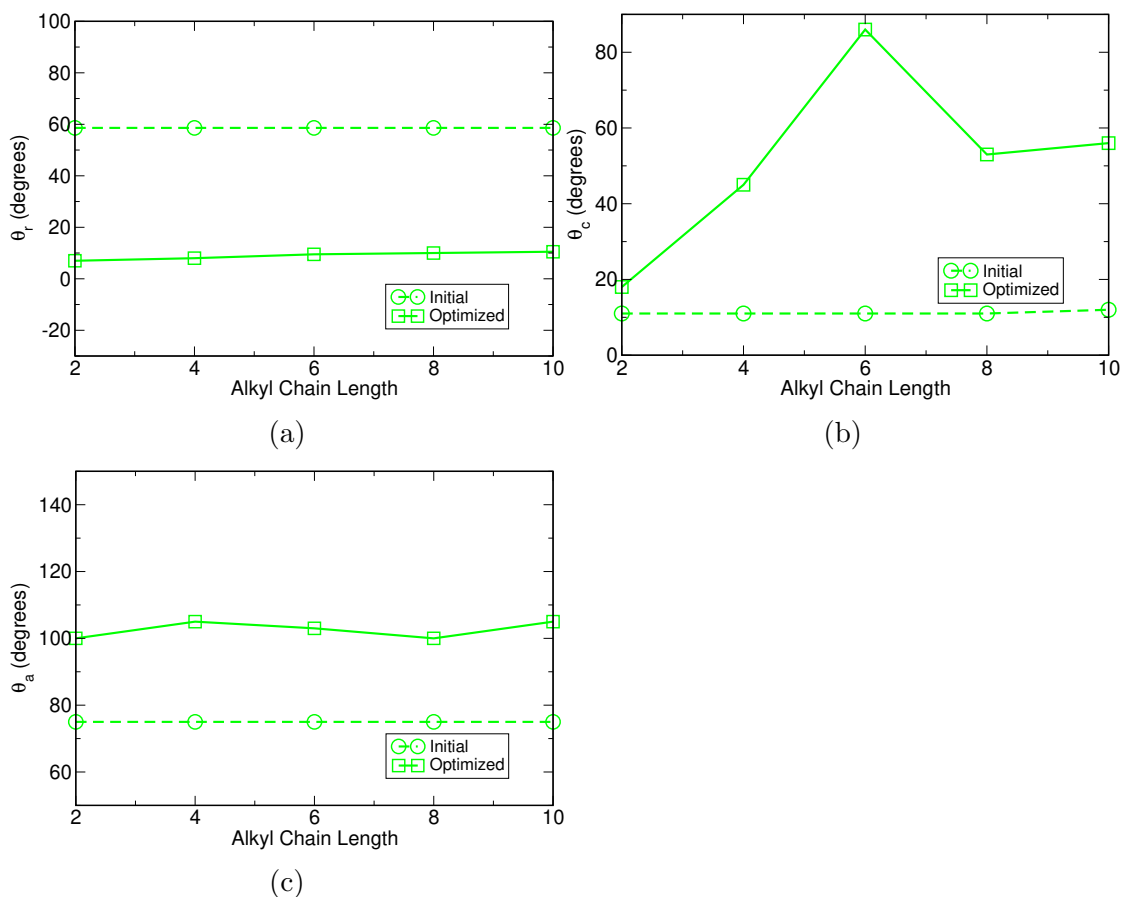 100
80
60
40
20
0
-20
θr (degrees)
2 4 6 8 10
Alkyl Chain Length
Initial
Optimized
(a)
80
60
40
20
0
θc (degrees)
2 4 6 8 10
Alkyl Chain Length
Initial
Optimized
(b)
140
120
100
80
60
θa (degrees)
2 4 6 8 10
Alkyl Chain Length
Initial
Optimized
(c)